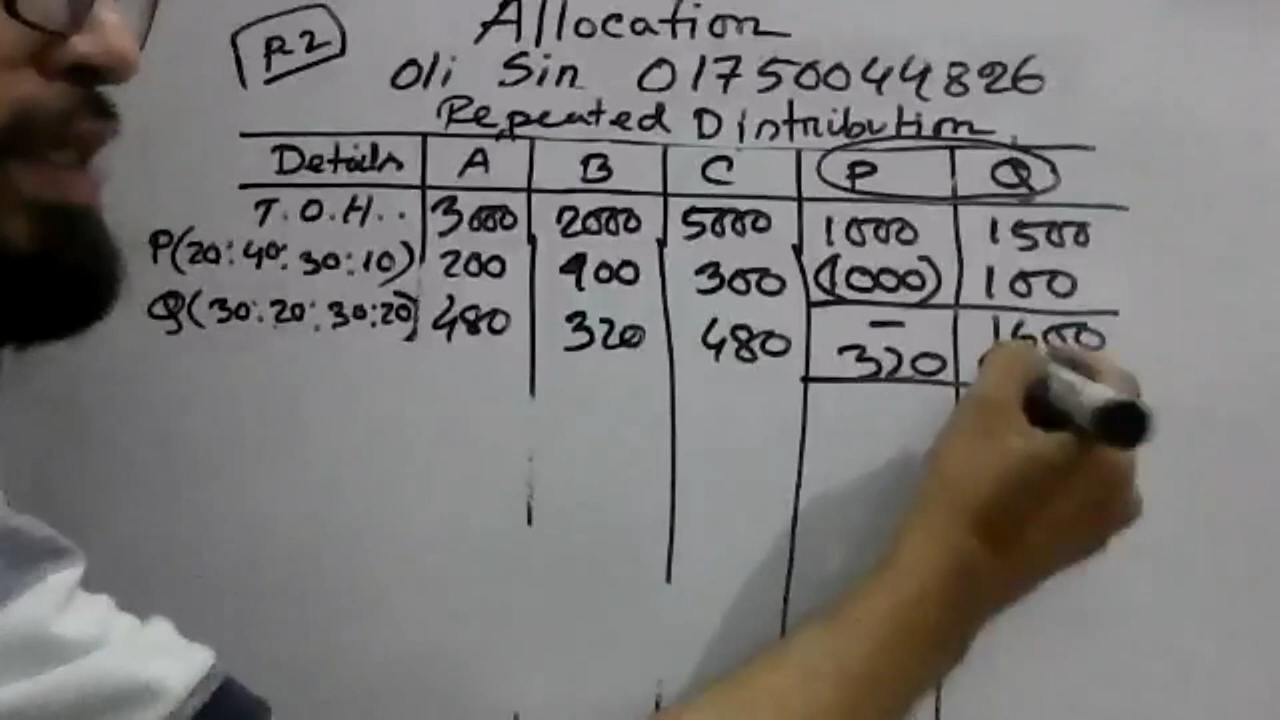 R2
Allocation
Oli Sin 01750044826
Repeated Distribution
Details A B C P Q
T.O.H.. 3000 2000 5000 1000 1500
P(20:40:30:10) 200 400 300 (1000) 100
Q(30:20:30:20) 480 320 480 – 1600
320